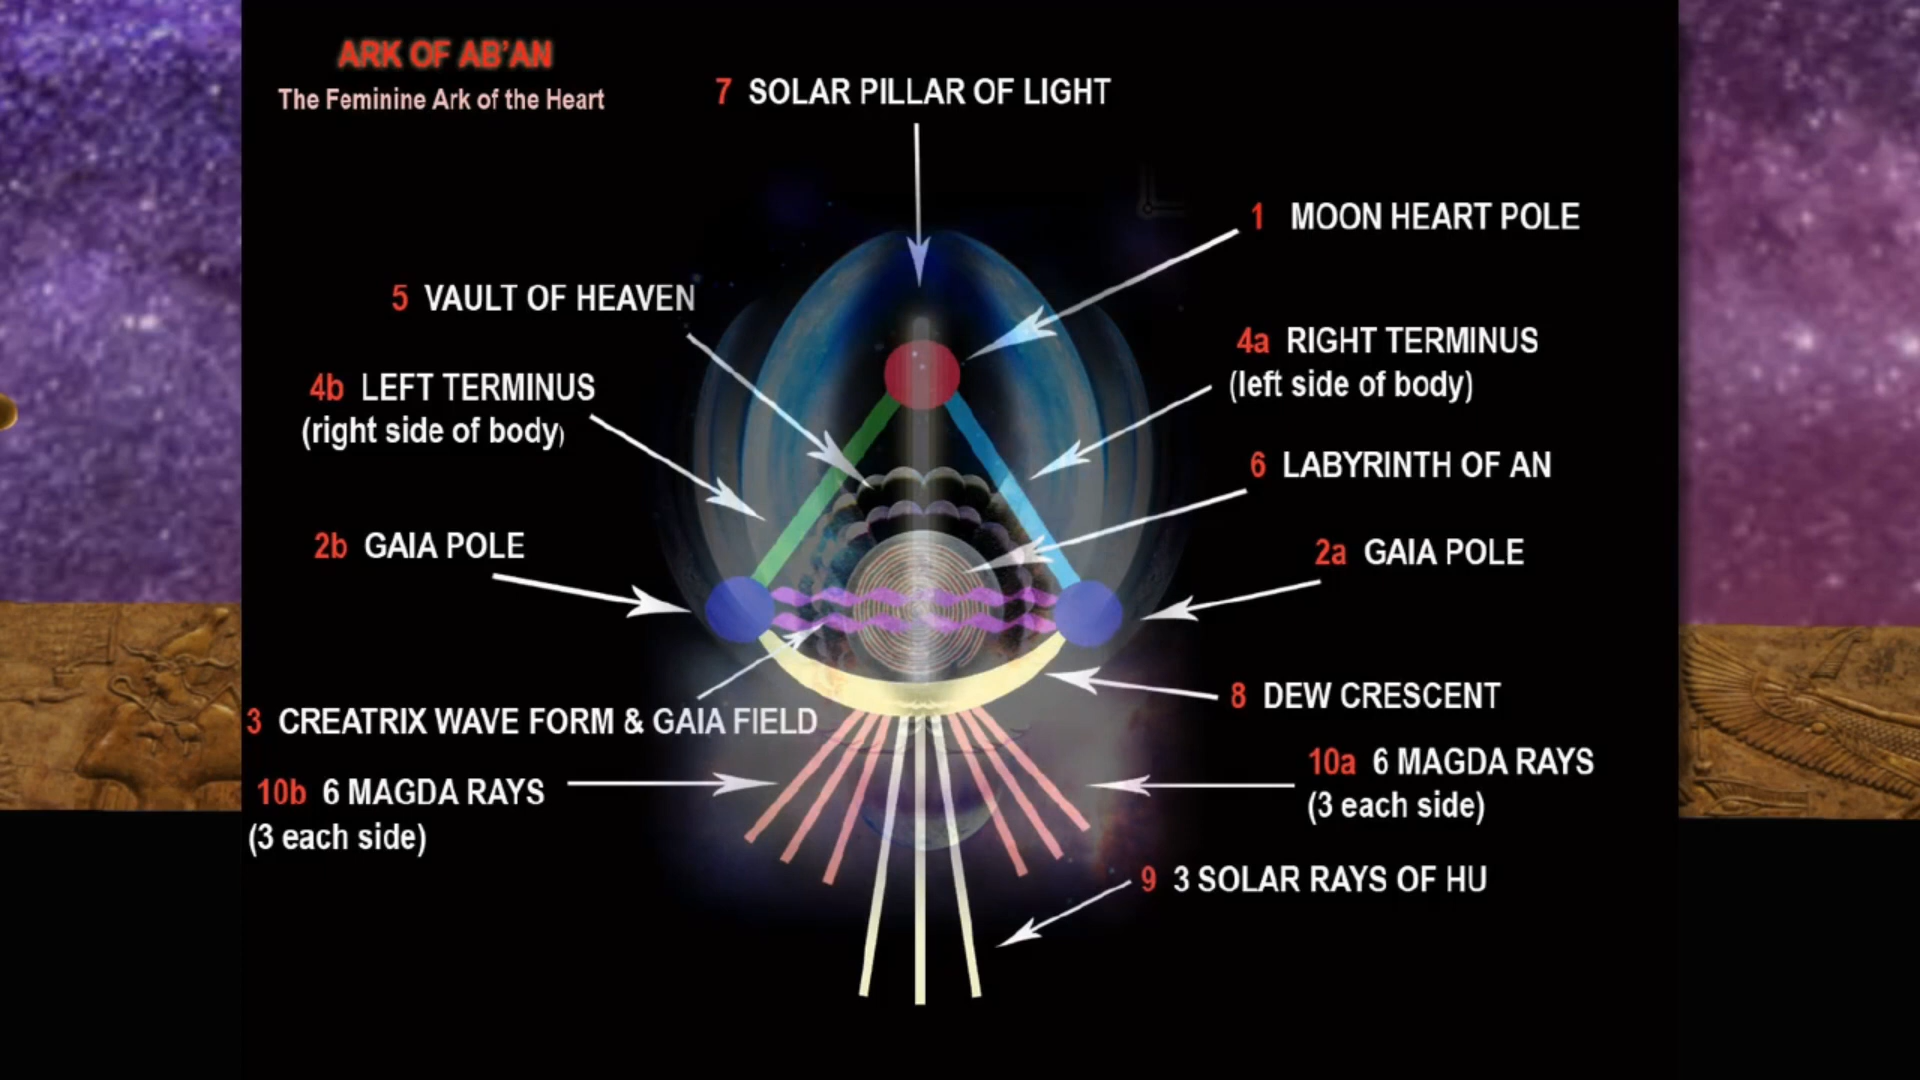 ARK OF AB'AN
The Feminine Ark of the Heart
7 SOLAR PILLAR OF LIGHT
1 MOON HEART POLE
5 VAULT OF HEAVEN
4a RIGHT TERMINUS
(left side of body)
4b LEFT TERMINUS
(right side of body)
6 LABYRINTH OF AN
2b GAIA POLE
2a GAIA POLE
3 CREATRIX WAVE FORM & GAIA FIELD
8 DEW CRESCENT
10b 6 MAGDA RAYS
(3 each side)
10a 6 MAGDA RAYS
(3 each side)
9 3 SOLAR RAYS OF HU